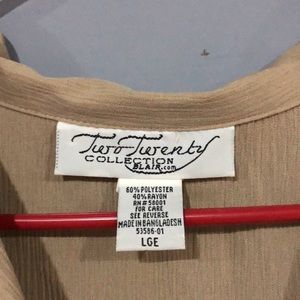 Two-Twenty
COLLECTION
BLAIR.com
60% POLYESTER
40% RAYON
RN# 58001
FOR CARE
SEE REVERSE
MADE IN BANGLADESH
53586-01
LGE